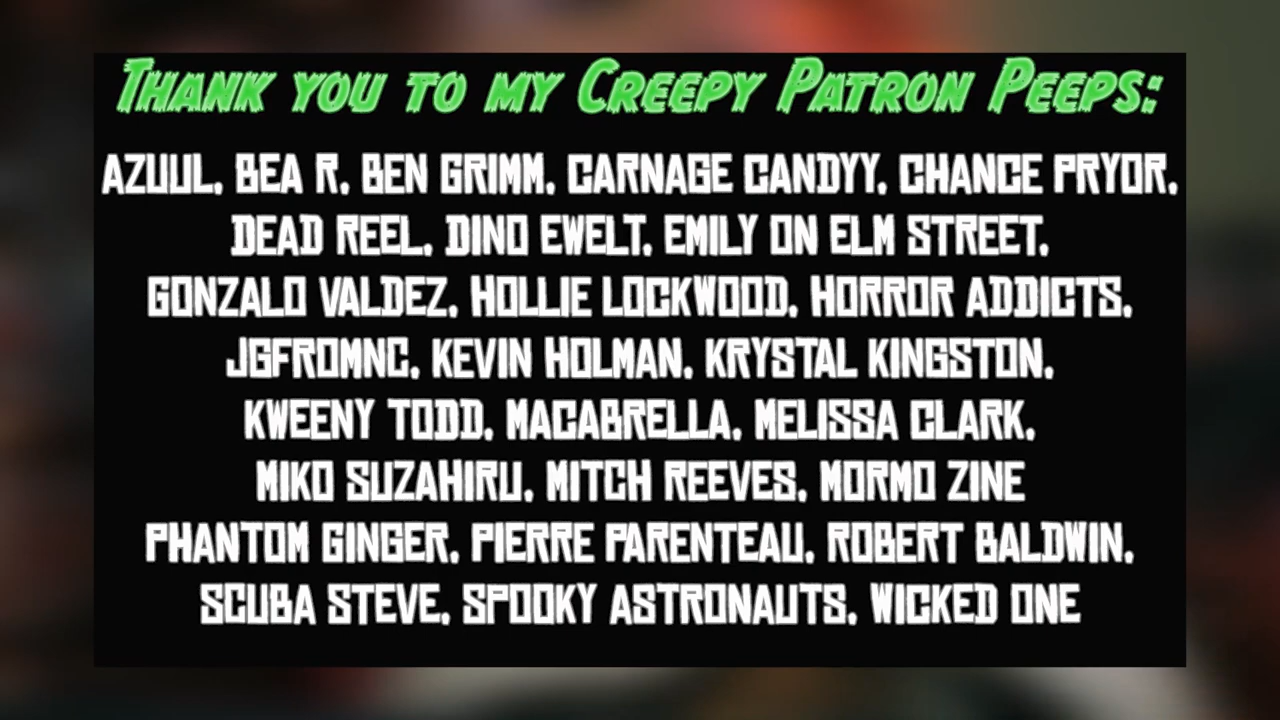 THANK YOU TO MY CREEPY PATRON PEEPS:
AZUUL, BEA R, BEN GRIMM, CARNAGE CANDYY, CHANCE PRYOR,
DEAD REEL, DINO EWELT, EMILY ON ELM STREET,
GONZALO VALDEZ, HOLLIE LOCKWOOD, HORROR ADDICTS,
JGFROMNC, KEVIN HOLMAN, KRYSTAL KINGSTON,
KWEENY TODD, MACABRELLA, MELISSA CLARK,
MIKO SUZAHIRU, MITCH REEVES, MORMO ZINE
PHANTOM GINGER, PIERRE PARENTEAU, ROBERT BALDWIN,
SCUBA STEVE, SPOOKY ASTRONAUTS, WICKED ONE